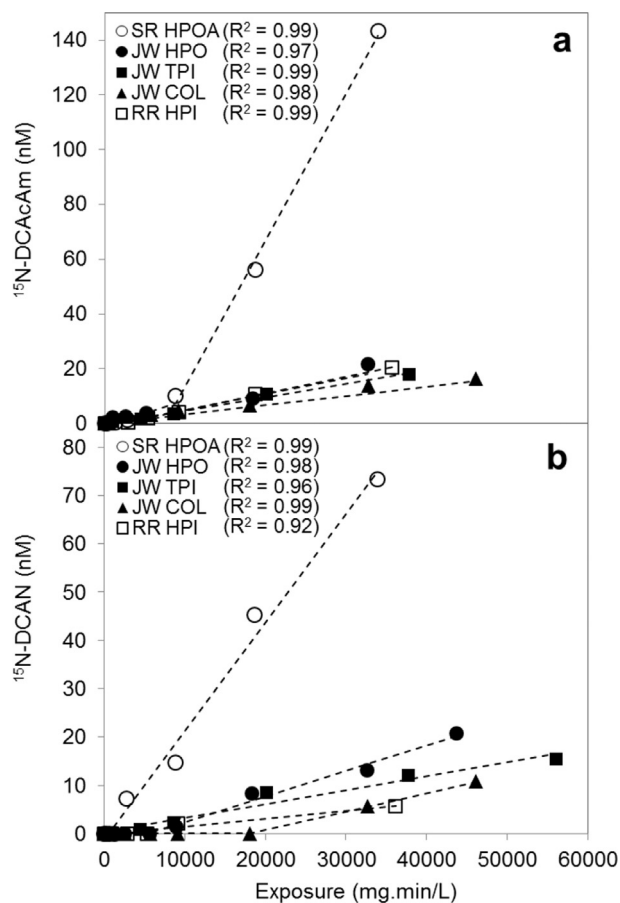 a
SR HPOA (R² = 0.99)
JW HPO (R² = 0.97)
JW TPI (R² = 0.99)
JW COL (R² = 0.98)
RR HPI (R² = 0.99)
140
120
100
80
60
40
20
0
¹⁵N-DCAcAm (nM)
b
SR HPOA (R² = 0.99)
JW HPO (R² = 0.98)
JW TPI (R² = 0.96)
JW COL (R² = 0.99)
RR HPI (R² = 0.92)
80
70
60
50
40
30
20
10
0
¹⁵N-DCAN (nM)
0 10000 20000 30000 40000 50000 60000
Exposure (mg.min/L)